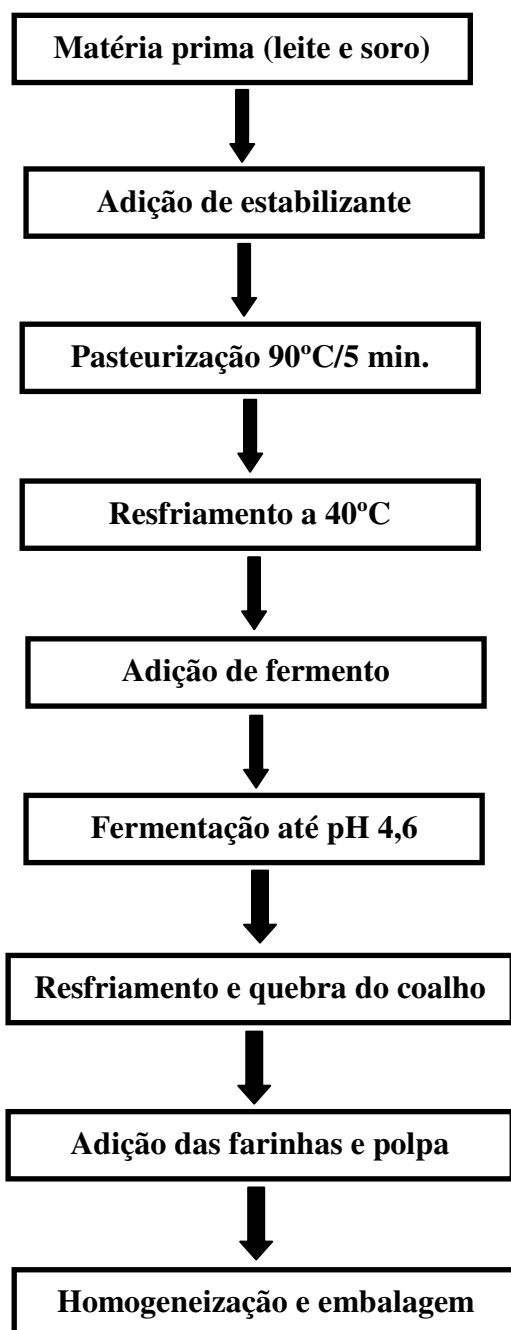 Matéria prima (leite e soro)
Adição de estabilizante
Pasteurização 90ºC/5 min.
Resfriamento a 40ºC
Adição de fermento
Fermentação até pH 4,6
Resfriamento e quebra do coalho
Adição das farinhas e polpa
Homogeneização e embalagem